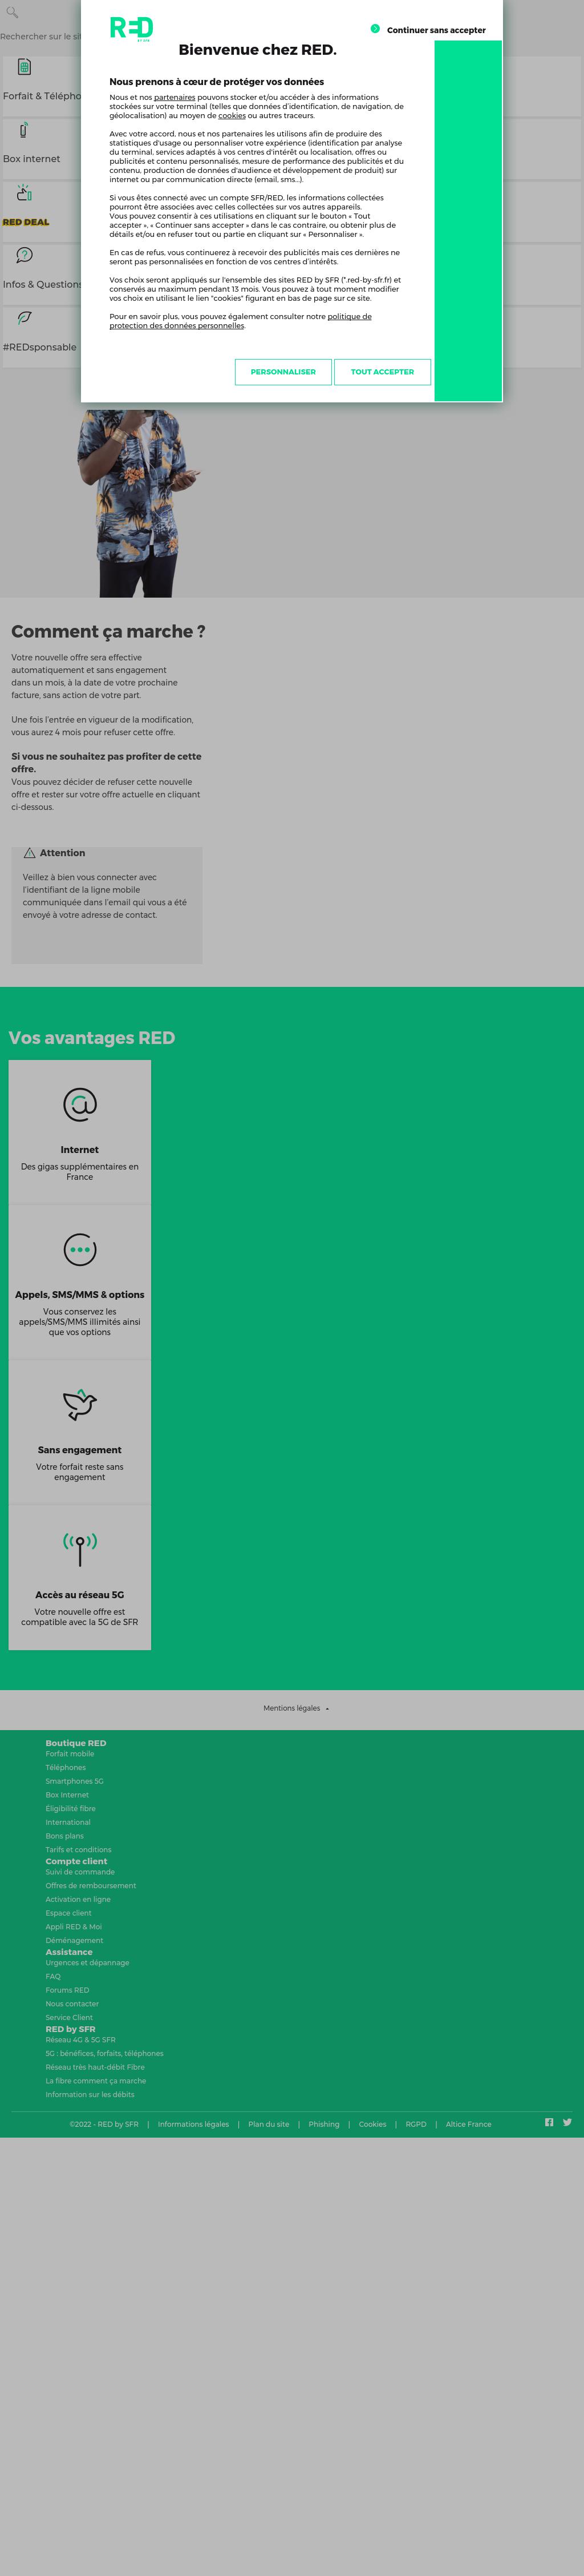 RED
BY SFR
Continuer sans accepter
Bienvenue chez RED.
Nous prenons à cœur de protéger vos données
Nous et nos partenaires pouvons stocker et/ou accéder à des informations
stockées sur votre terminal (telles que données d'identification, de navigation, de
géolocalisation) au moyen de cookies ou autres traceurs.
Avec votre accord, nous et nos partenaires les utilisons afin de produire des
statistiques d'usage ou personnaliser votre expérience (identification par analyse
du terminal, services adaptés à vos centres d'intérêt ou localisation, offres ou
publicités et contenu personnalisés, mesure de performance des publicités et du
contenu, production de données d'audience et développement de produit) sur
internet ou par communication directe (email, sms...).
Si vous êtes connecté avec un compte SFR/RED, les informations collectées
pourront être associées avec celles collectées sur vos autres appareils.
Vous pouvez consentir à ces utilisations en cliquant sur le bouton « Tout
accepter », « Continuer sans accepter » dans le cas contraire, ou obtenir plus de
détails et/ou en refuser tout ou partie en cliquant sur « Personnaliser ».
En cas de refus, vous continuerez à recevoir des publicités mais ces dernières ne
seront pas personnalisées en fonction de vos centres d'intérêts.
Vos choix seront appliqués sur l'ensemble des sites RED by SFR (*.red-by-sfr.fr) et
conservés au maximum pendant 13 mois. Vous pouvez à tout moment modifier
vos choix en utilisant le lien "cookies" figurant en bas de page sur ce site.
Pour en savoir plus, vous pouvez également consulter notre politique de
protection des données personnelles.
PERSONNALISER
TOUT ACCEPTER
Rechercher sur le si
Forfait & Télépho
Box internet
RED DEAL
Infos & Questions
#REDsponsable
Comment ça marche ?
Votre nouvelle offre sera effective
automatiquement et sans engagement
dans un mois, à la date de votre prochaine
facture, sans action de votre part.
Une fois l'entrée en vigueur de la modification,
vous aurez 4 mois pour refuser cette offre.
Si vous ne souhaitez pas profiter de cette
offre.
Vous pouvez décider de refuser cette nouvelle
offre et rester sur votre offre actuelle en cliquant
ci-dessous.
Attention
Veillez à bien vous connecter avec
l'identifiant de la ligne mobile
communiquée dans l'email qui vous a été
envoyé à votre adresse de contact.
Vos avantages RED
Internet
Des gigas supplémentaires en
France
Appels, SMS/MMS & options
Vous conservez les
appels/SMS/MMS illimités ainsi
que vos options
Sans engagement
Votre forfait reste sans
engagement
Accès au réseau 5G
Votre nouvelle offre est
compatible avec la 5G de SFR
Mentions légales
Boutique RED
Forfait mobile
Téléphones
Smartphones 5G
Box Internet
Éligibilité fibre
International
Bons plans
Tarifs et conditions
Compte client
Suivi de commande
Offres de remboursement
Activation en ligne
Espace client
Appli RED & Moi
Déménagement
Assistance
Urgences et dépannage
FAQ
Forums RED
Nous contacter
Service Client
RED by SFR
Réseau 4G & 5G SFR
5G : bénéfices, forfaits, téléphones
Réseau très haut-débit Fibre
La fibre comment ça marche
Information sur les débits
©2022 - RED by SFR | Informations légales | Plan du site | Phishing | Cookies | RGPD | Altice France